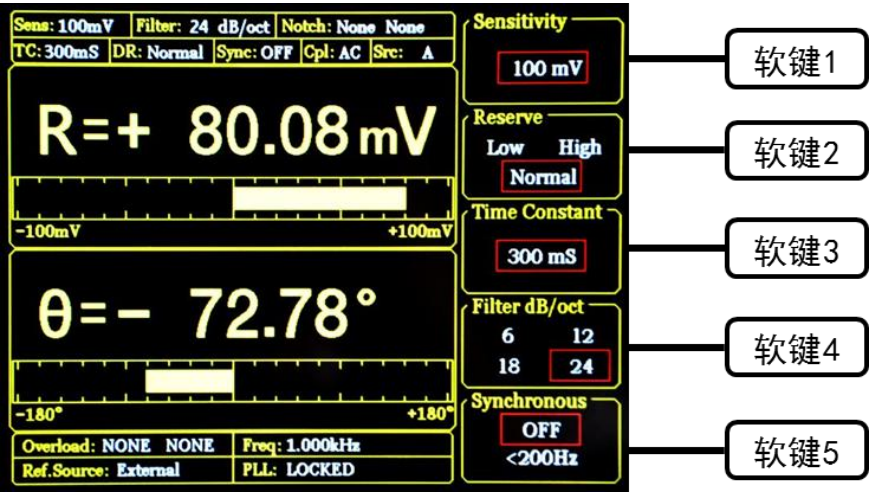 Sens: 100mV Filter: 24 dB/oct Notch: None None
TC: 300mS DR: Normal Sync: OFF Cpl: AC Src: A
R=+ 80.08 mV
-100mV +100mV
θ=- 72.78°
-180° +180°
Overload: NONE NONE Freq: 1.000kHz
Ref.Source: External PLL: LOCKED
Sensitivity
100 mV
Reserve
Low High
Normal
Time Constant
300 mS
Filter dB/oct
6 12
18 24
Synchronous
OFF
<200Hz
软键1
软键2
软键3
软键4
软键5